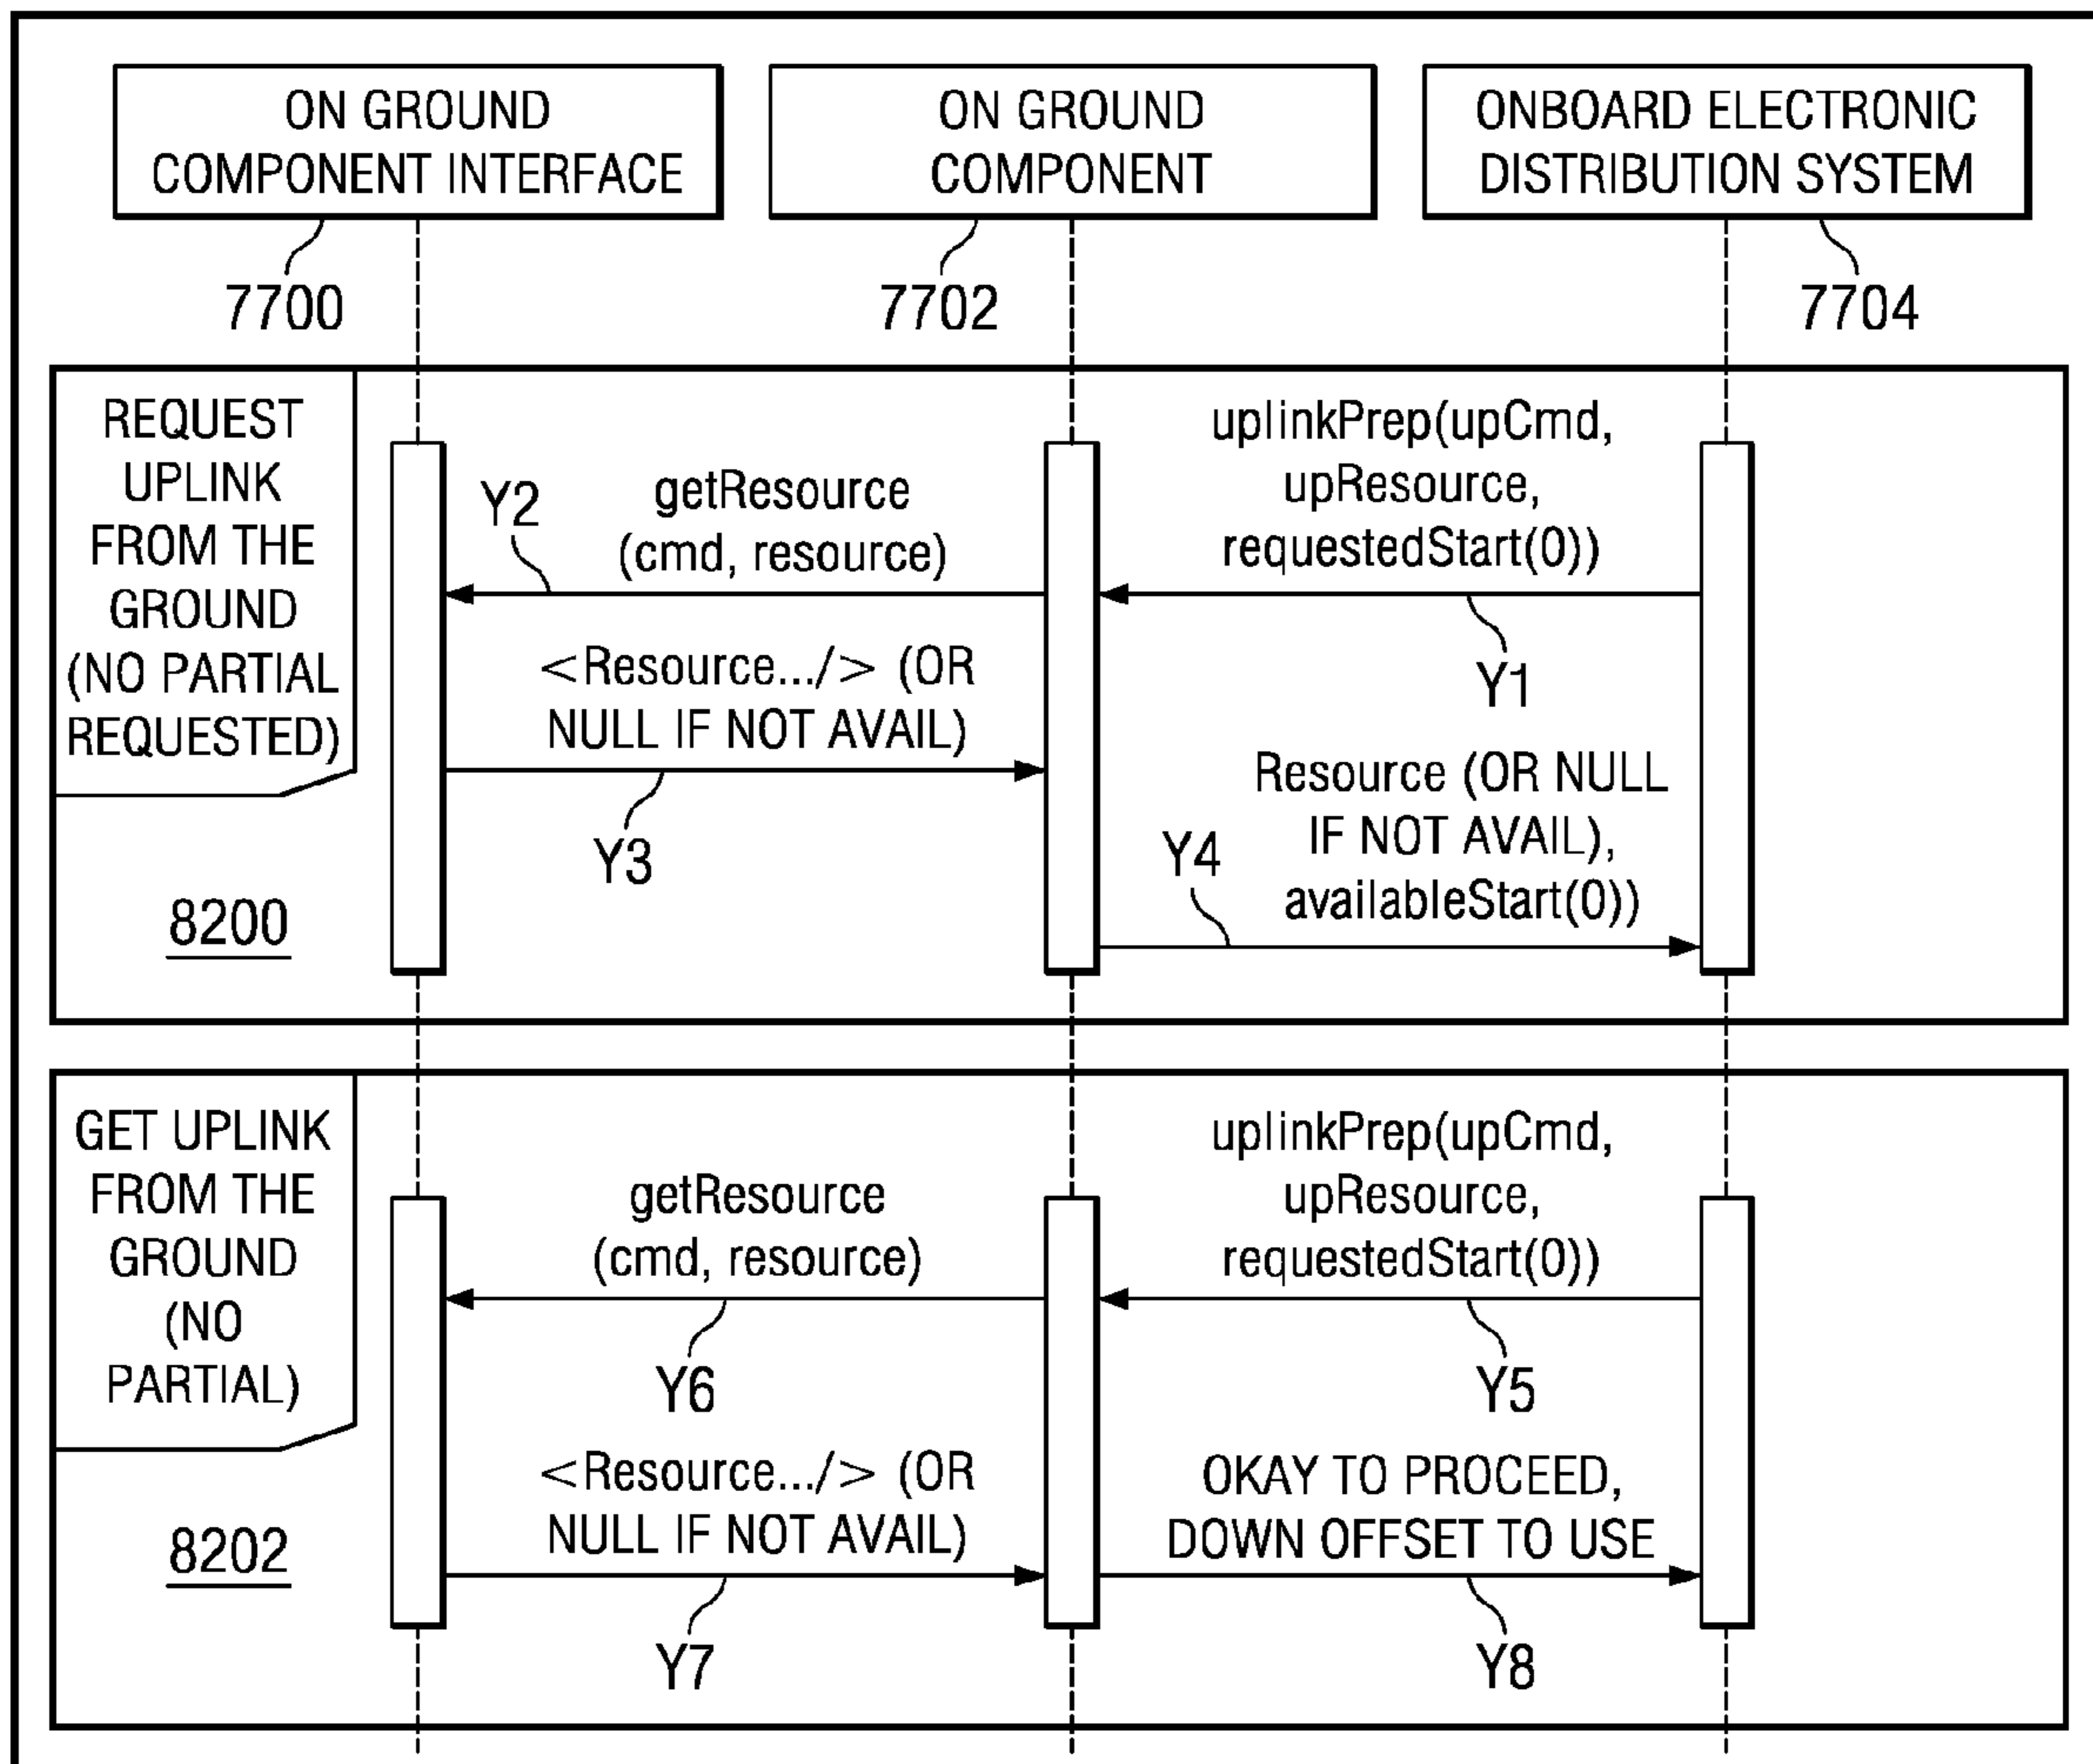 ON GROUND
COMPONENT INTERFACE
ON GROUND
COMPONENT
ONBOARD ELECTRONIC
DISTRIBUTION SYSTEM
7700
7702
7704
REQUEST
UPLINK
FROM THE
GROUND
(NO PARTIAL
REQUESTED)
8200
Y2
getResource
(cmd, resource)
uplinkPrep(upCmd,
upResource,
requestedStart(0))
Y1
<Resource.../> (OR
NULL IF NOT AVAIL)
Y3
Y4
Resource (OR NULL
IF NOT AVAIL),
availableStart(0))
GET UPLINK
FROM THE
GROUND
(NO
PARTIAL)
8202
getResource
(cmd, resource)
Y6
uplinkPrep(upCmd,
upResource,
requestedStart(0))
Y5
<Resource.../> (OR
NULL IF NOT AVAIL)
Y7
OKAY TO PROCEED,
DOWN OFFSET TO USE
Y8